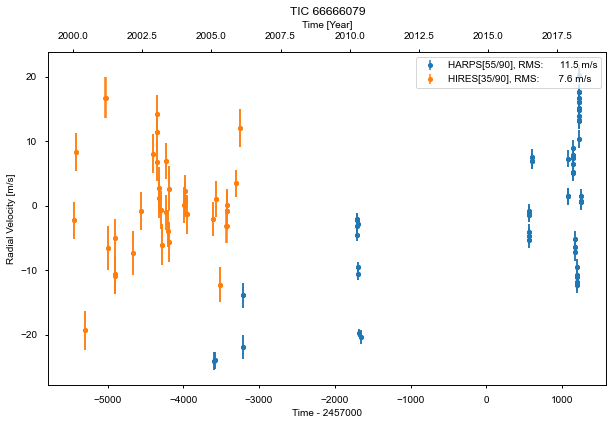 TIC 66666079
Time [Year]
2000.0 2002.5 2005.0 2007.5 2010.0 2012.5 2015.0 2017.5
HARPS[55/90], RMS: 11.5 m/s
HIRES[35/90], RMS: 7.6 m/s
Radial Velocity [m/s]
20
10
0
−10
−20
−5000 −4000 −3000 −2000 −1000 0 1000
Time - 2457000